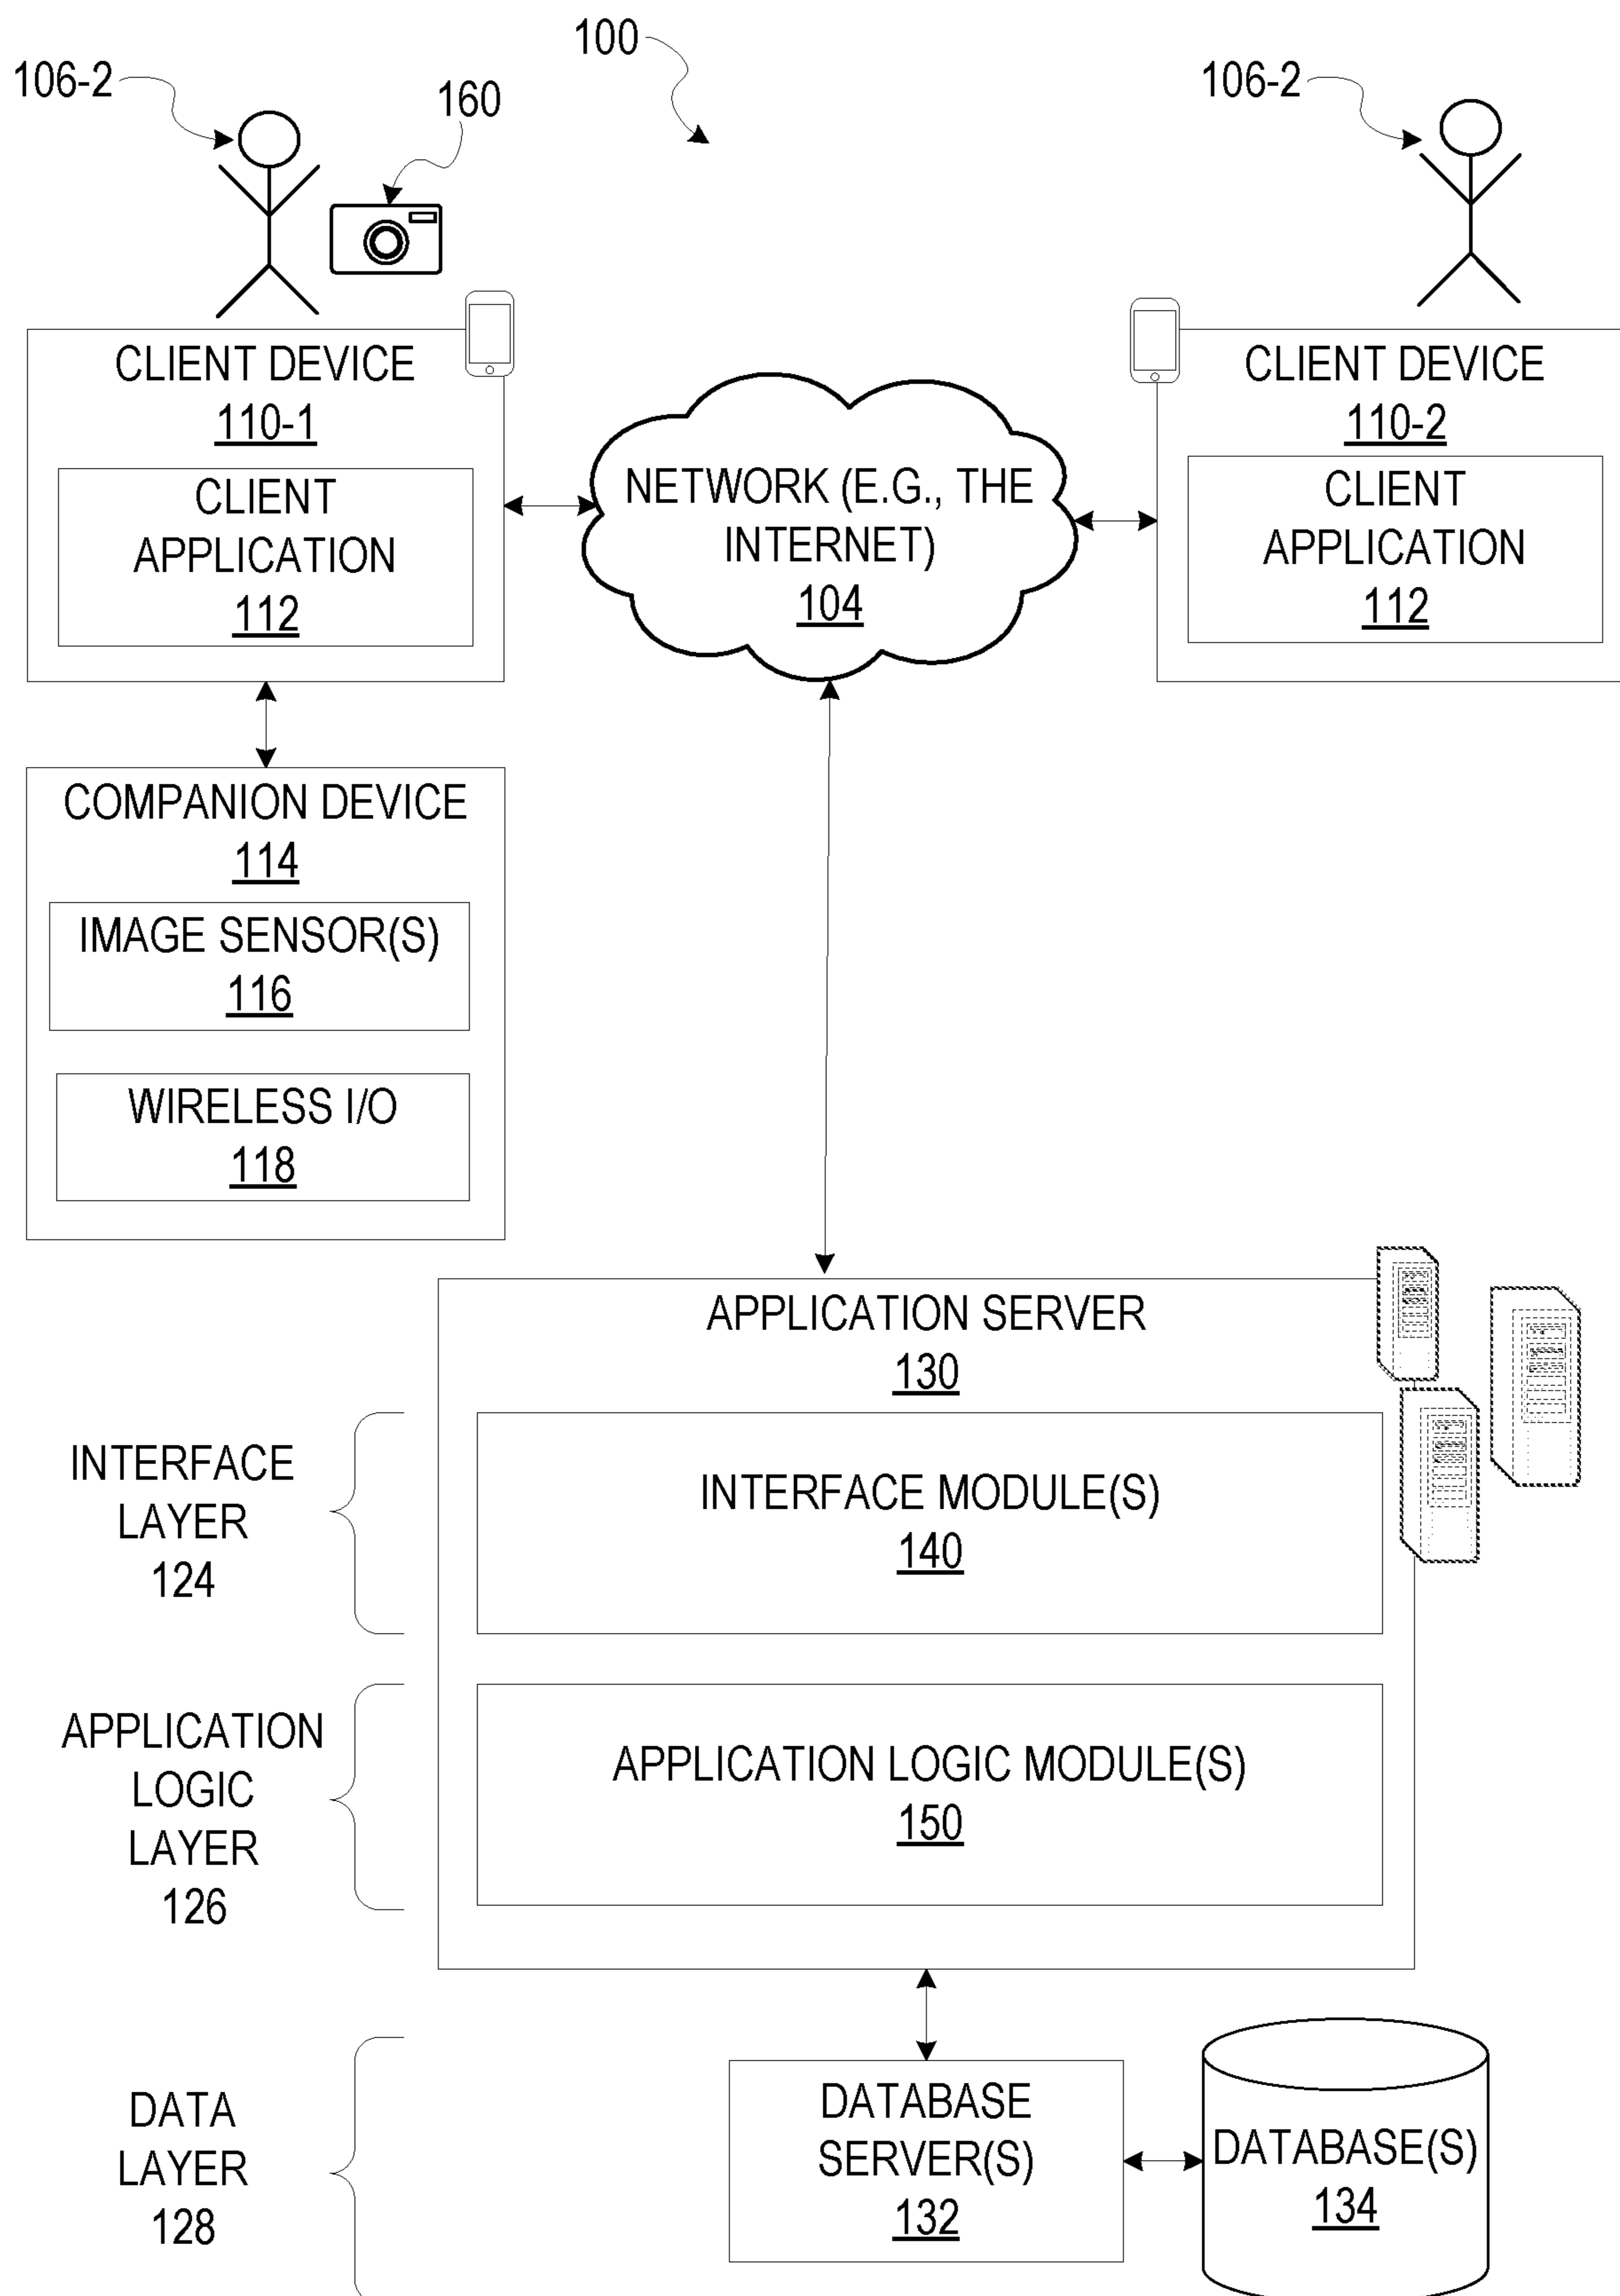 100
106-2
160
106-2
CLIENT DEVICE
110-1
CLIENT
APPLICATION
112
NETWORK (E.G., THE
INTERNET)
104
CLIENT DEVICE
110-2
CLIENT
APPLICATION
112
COMPANION DEVICE
114
IMAGE SENSOR(S)
116
WIRELESS I/O
118
APPLICATION SERVER
130
INTERFACE
LAYER
124
INTERFACE MODULE(S)
140
APPLICATION
LOGIC
LAYER
126
APPLICATION LOGIC MODULE(S)
150
DATA
LAYER
128
DATABASE
SERVER(S)
132
DATABASE(S)
134